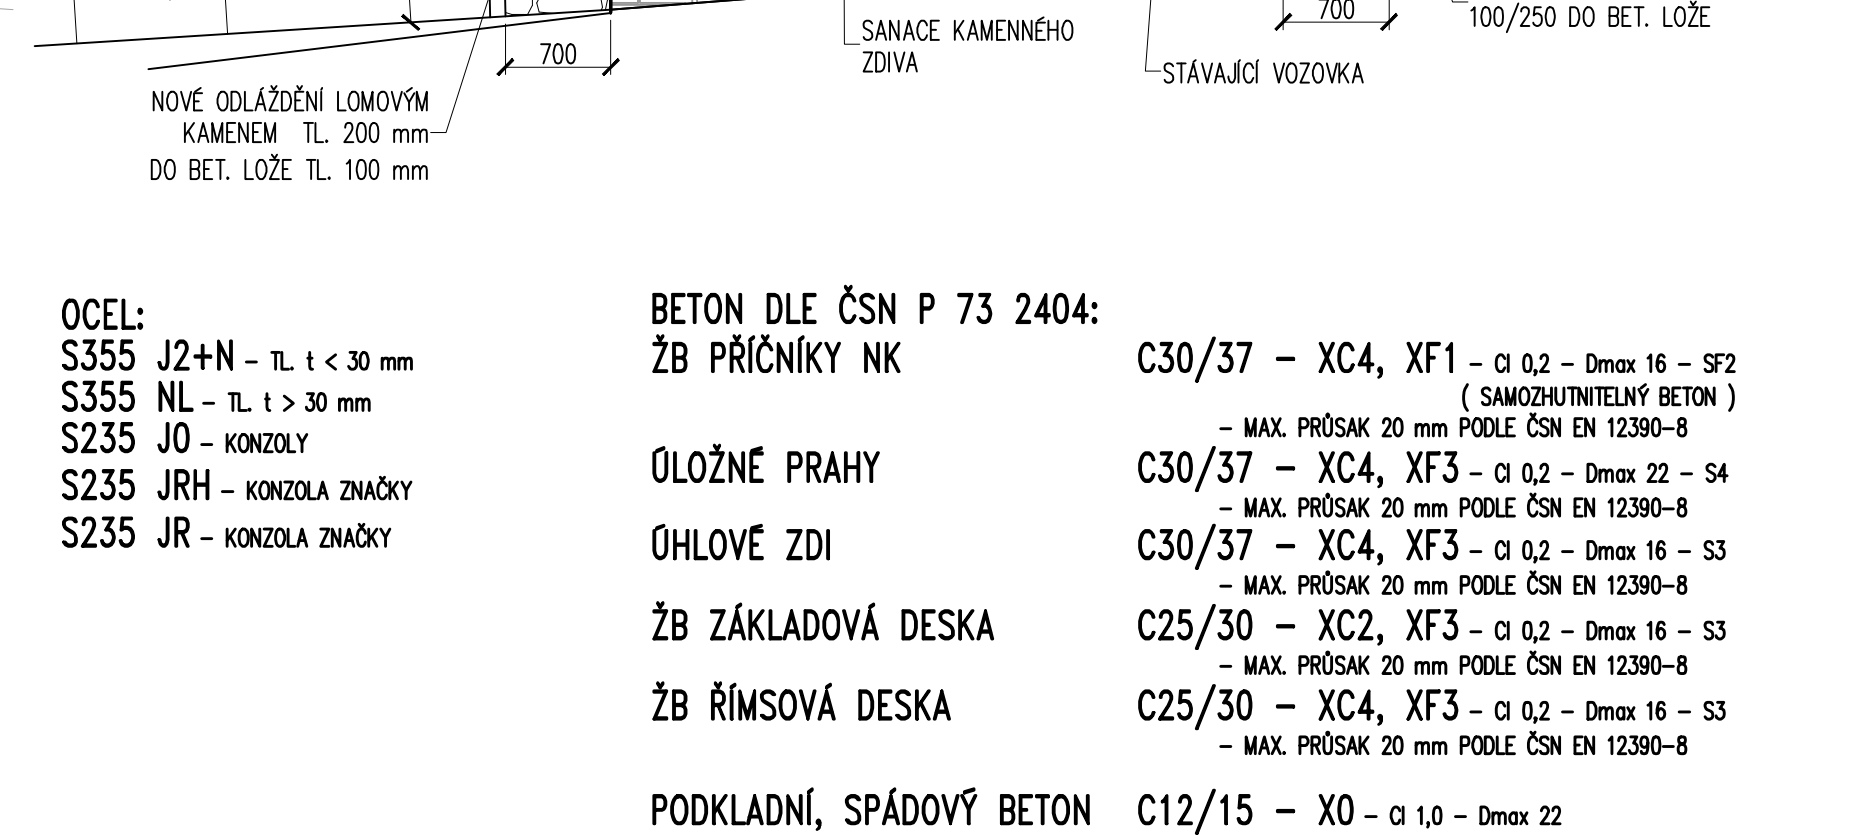 700
SANACE KAMENNÉHO
ZDIVA
700
100/250 DO BET. LOŽE
STÁVAJÍCÍ VOZOVKA
NOVÉ ODLÁŽDĚNÍ LOMOVÝM
KAMENEM TL. 200 mm
DO BET. LOŽE TL. 100 mm
OCEL:
S355 J2+N – TL. t < 30 mm
S355 NL – TL. t > 30 mm
S235 J0 – KONZOLY
S235 JRH – KONZOLA ZNAČKY
S235 JR – KONZOLA ZNAČKY
BETON DLE ČSN P 73 2404:
ŽB PŘÍČNÍKY NK C30/37 – XC4, XF1 – Cl 0,2 – Dmax 16 – SF2
( SAMOZHUTNITELNÝ BETON )
– MAX. PRŮSAK 20 mm PODLE ČSN EN 12390–8
ÚLOŽNÉ PRAHY C30/37 – XC4, XF3 – Cl 0,2 – Dmax 22 – S4
– MAX. PRŮSAK 20 mm PODLE ČSN EN 12390–8
ÚHLOVÉ ZDI C30/37 – XC4, XF3 – Cl 0,2 – Dmax 16 – S3
– MAX. PRŮSAK 20 mm PODLE ČSN EN 12390–8
ŽB ZÁKLADOVÁ DESKA C25/30 – XC2, XF3 – Cl 0,2 – Dmax 16 – S3
– MAX. PRŮSAK 20 mm PODLE ČSN EN 12390–8
ŽB ŘÍMSOVÁ DESKA C25/30 – XC4, XF3 – Cl 0,2 – Dmax 16 – S3
– MAX. PRŮSAK 20 mm PODLE ČSN EN 12390–8
PODKLADNÍ, SPÁDOVÝ BETON C12/15 – X0 – Cl 1,0 – Dmax 22